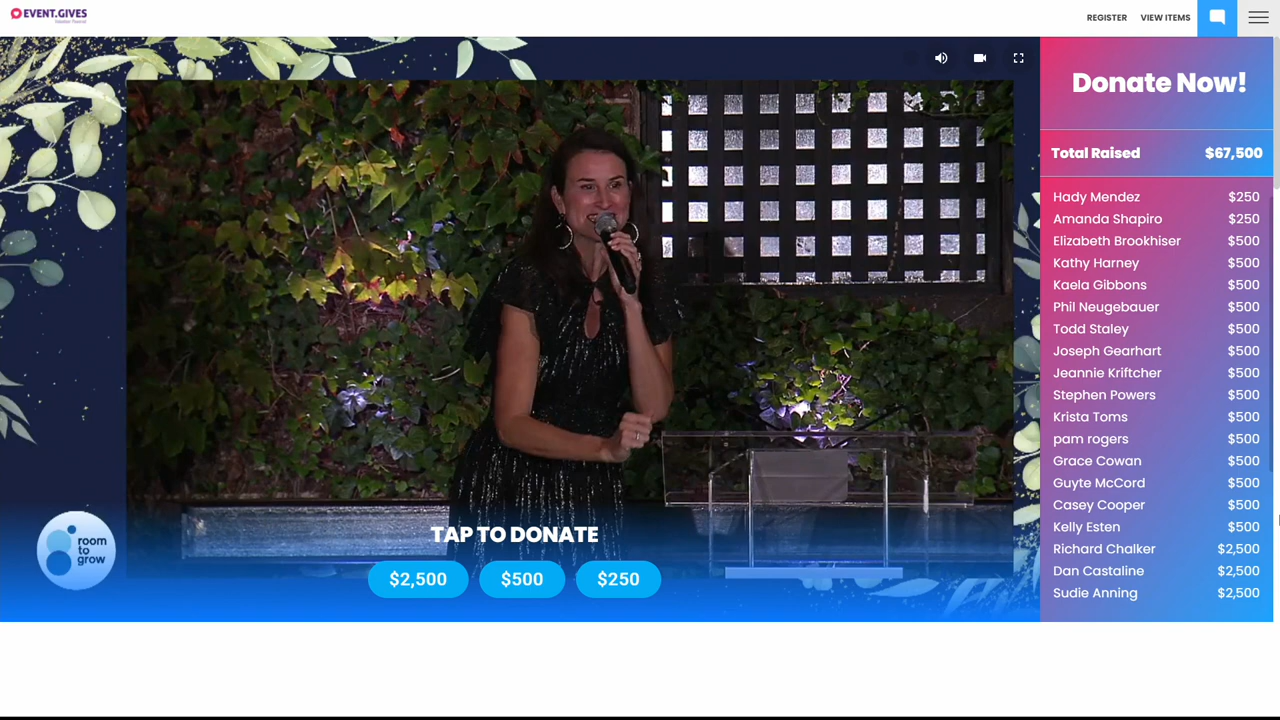 EVENT.GIVES
REGISTER
VIEW ITEMS
Donate Now!
Total Raised $67,500
Hady Mendez $250
Amanda Shapiro $250
Elizabeth Brookhiser $500
Kathy Harney $500
Kaela Gibbons $500
Phil Neugebauer $500
Todd Staley $500
Joseph Gearhart $500
Jeannie Kriftcher $500
Stephen Powers $500
Krista Toms $500
pam rogers $500
Grace Cowan $500
Guyte McCord $500
Casey Cooper $500
Kelly Esten $500
Richard Chalker $2,500
Dan Castaline $2,500
Sudie Anning $2,500
room
to
grow
TAP TO DONATE
$2,500 $500 $250